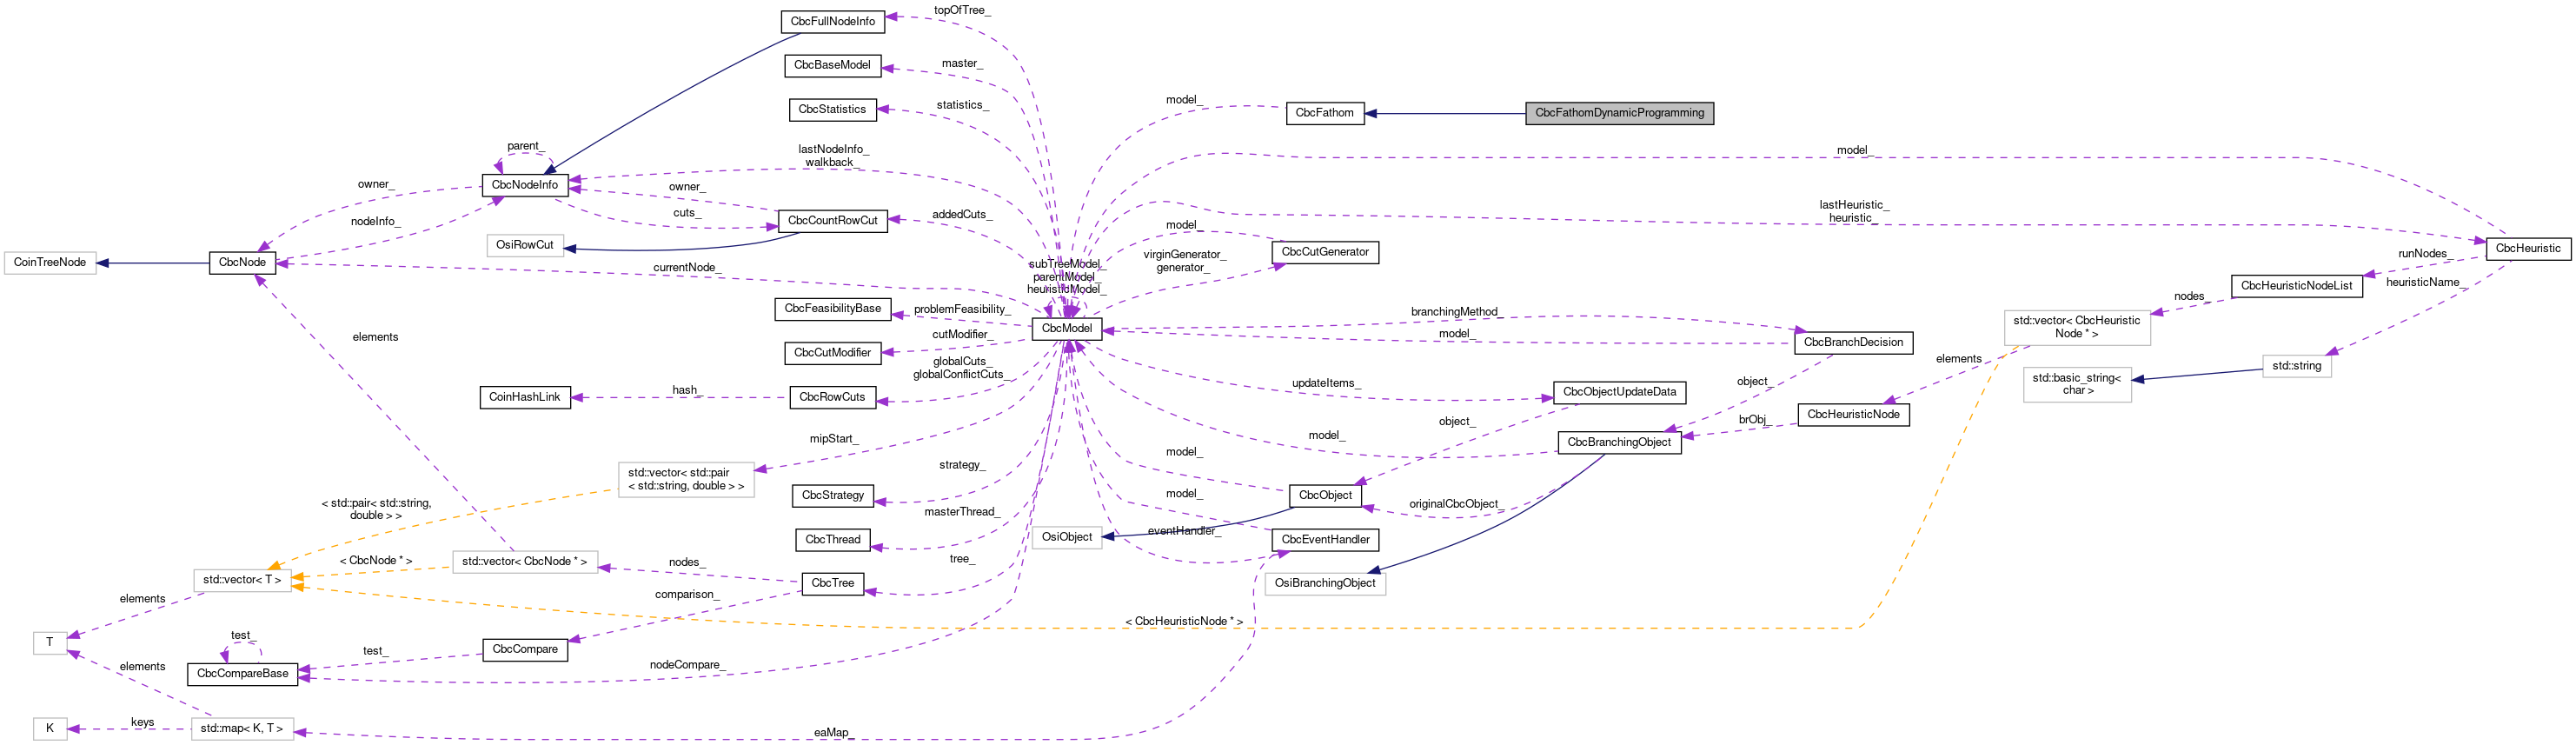 topOfTree_
CbcFullNodeInfo
master_
CbcBaseModel
statistics_
CbcStatistics
model_
CbcFathom
CbcFathomDynamicProgramming
parent_
lastNodeInfo_
walkback_
model_
owner_
CbcNodeInfo
owner_
nodeInfo_
cuts_
CbcCountRowCut
addedCuts_
lastHeuristic_
heuristic_
OsiRowCut
model_
CoinTreeNode
CbcNode
currentNode_
subTreeModel_
parentModel_
heuristicModel_
virginGenerator_
generator_
CbcCutGenerator
CbcHeuristic
runNodes_
heuristicName_
CbcHeuristicNodeList
nodes_
elements
CbcFeasibilityBase
problemFeasibility_
CbcModel
branchingMethod_
model_
CbcBranchDecision
std::vector< CbcHeuristic
Node * >
cutModifier_
CbcCutModifier
globalCuts_
globalConflictCuts_
elements
std::string
std::basic_string<
char >
CoinHashLink
hash_
CbcRowCuts
updateItems_
CbcObjectUpdateData
object_
object_
CbcHeuristicNode
brObj_
mipStart_
model_
CbcBranchingObject
std::vector< std::pair
< std::string, double > >
strategy_
CbcStrategy
model_
model_
CbcObject
originalCbcObject_
< std::pair< std::string,
double > >
masterThread_
CbcThread
OsiObject
eventHandler_
CbcEventHandler
std::vector< T >
< CbcNode * >
std::vector< CbcNode * >
nodes_
CbcTree
tree_
OsiBranchingObject
elements
comparison_
< CbcHeuristicNode * >
T
test_
CbcCompare
test_
CbcCompareBase
nodeCompare_
elements
K
keys
std::map< K, T >
eaMap_